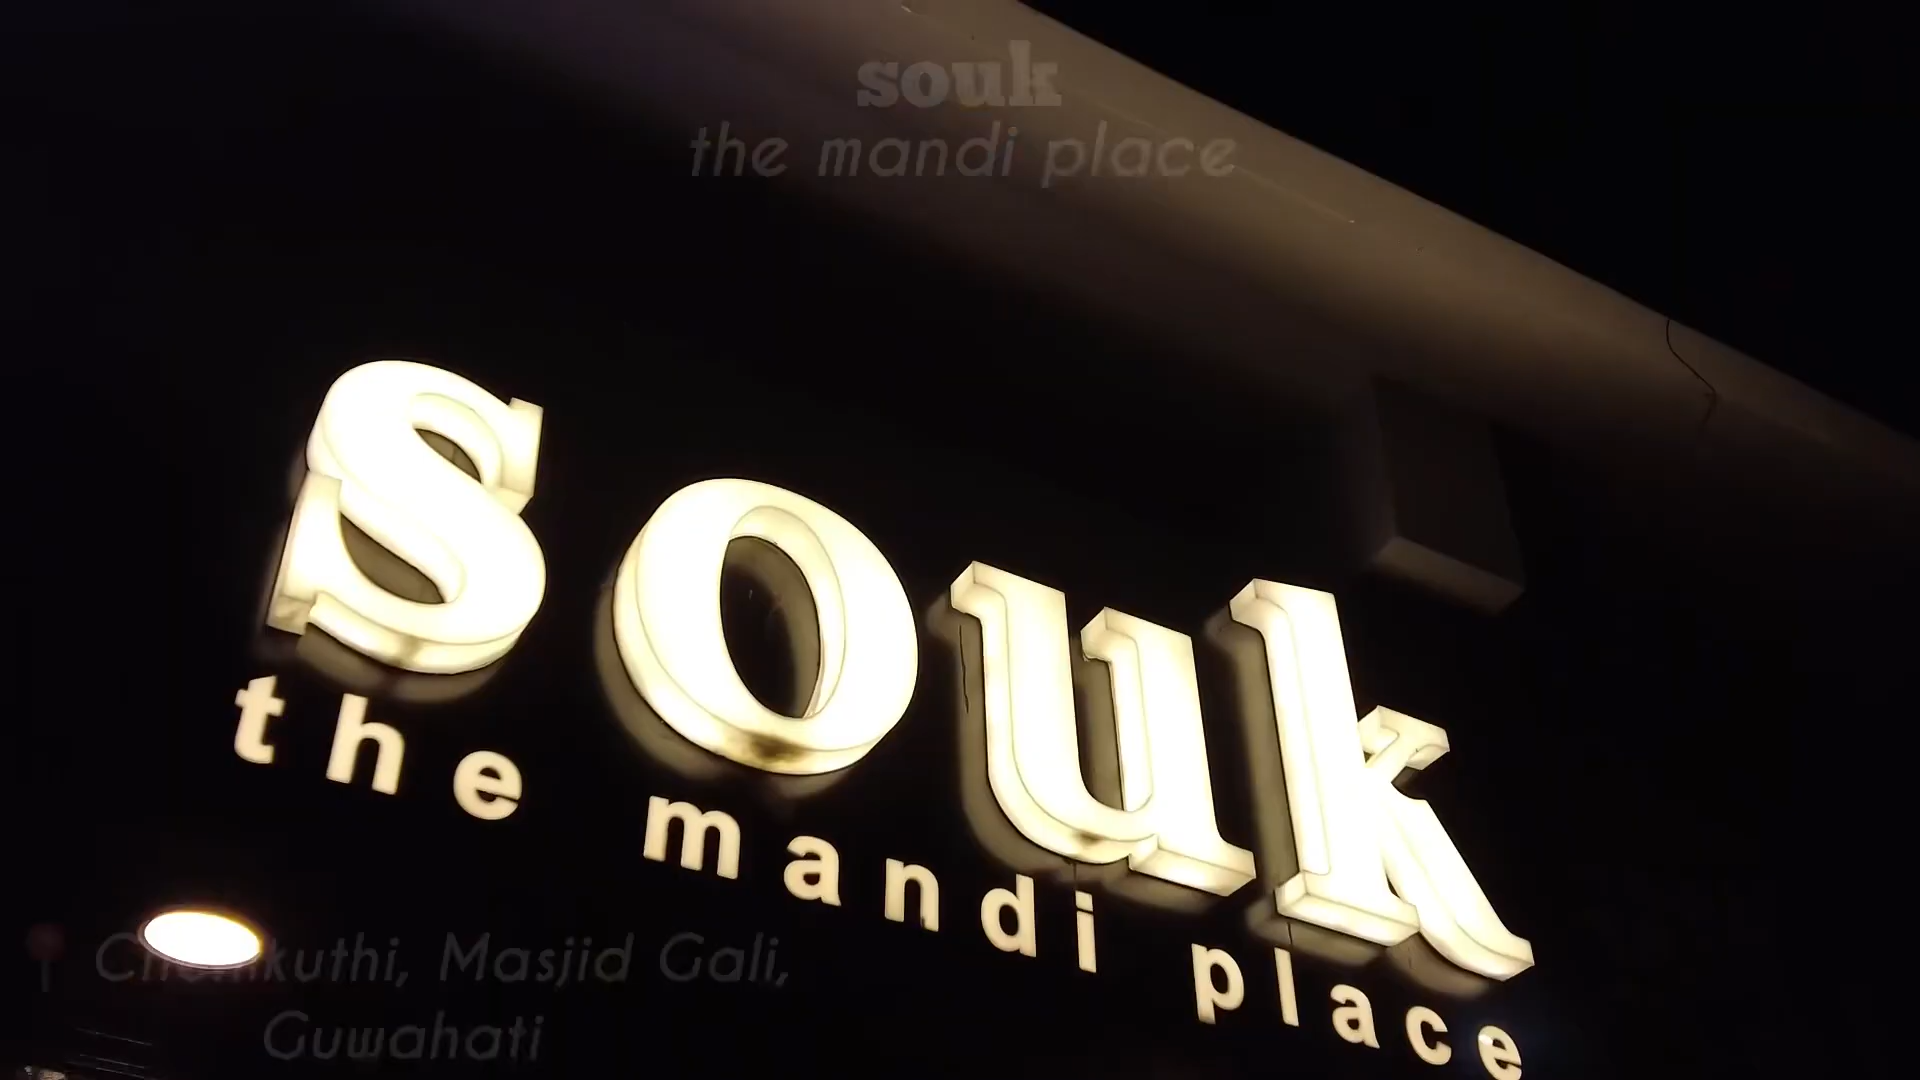 souk
the mandi place
souk
the mandi place
Masjid Gali,
Guwahati